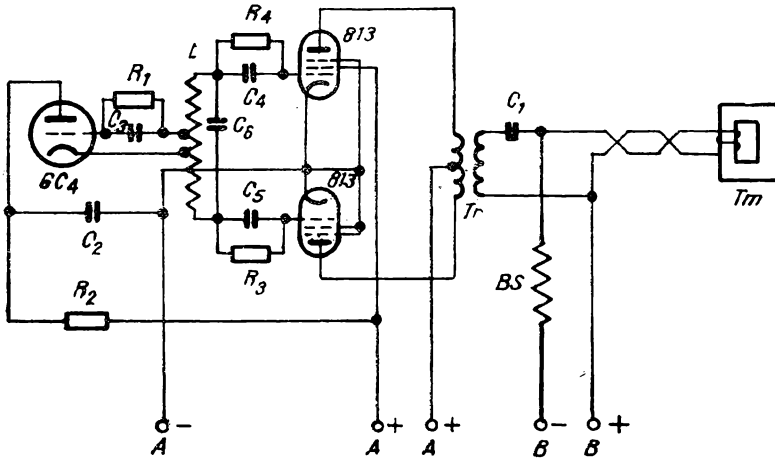 R4
813
L
R1
C4
C3
C6
C1
6C4
813
C5
Tr
Tm
C2
R3
BS
R2
A −
A +
A +
B −
B +